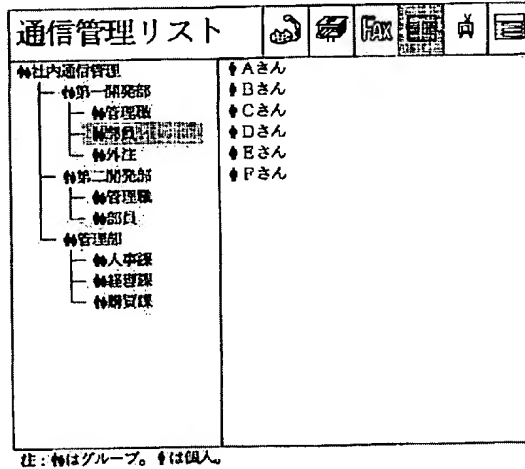 通信管理リスト
FAX
社内通信管理
第一開発部
管理職
部員
外注
第二開発部
管理職
部員
管理部
人事課
経理課
購買課
Aさん
Bさん
Cさん
Dさん
Eさん
Fさん
注：はグループ。は個人。